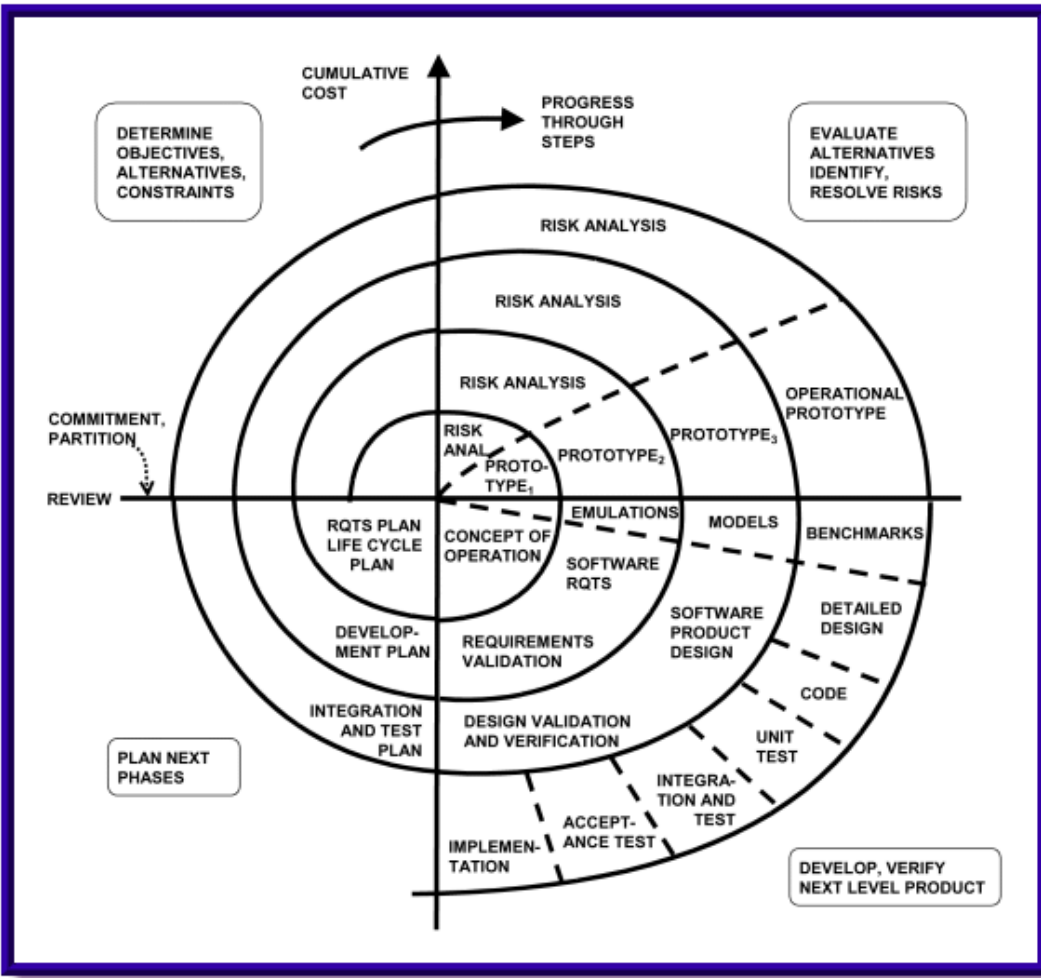 CUMULATIVE
COST
PROGRESS
THROUGH
STEPS
DETERMINE
OBJECTIVES,
ALTERNATIVES,
CONSTRAINTS
EVALUATE
ALTERNATIVES
IDENTIFY,
RESOLVE RISKS
RISK ANALYSIS
RISK ANALYSIS
RISK ANALYSIS
RISK
ANAL.
OPERATIONAL
PROTOTYPE
PROTOTYPE3
PROTOTYPE2
PROTO-
TYPE1
COMMITMENT,
PARTITION
REVIEW
RQTS PLAN
LIFE CYCLE
PLAN
CONCEPT OF
OPERATION
EMULATIONS
MODELS
BENCHMARKS
SOFTWARE
RQTS
SOFTWARE
PRODUCT
DESIGN
DETAILED
DESIGN
DEVELOP-
MENT PLAN
REQUIREMENTS
VALIDATION
CODE
INTEGRATION
AND TEST
PLAN
DESIGN VALIDATION
AND VERIFICATION
UNIT
TEST
PLAN NEXT
PHASES
INTEGRA-
TION AND
TEST
ACCEPT-
ANCE TEST
IMPLEMEN-
TATION
DEVELOP, VERIFY
NEXT LEVEL PRODUCT